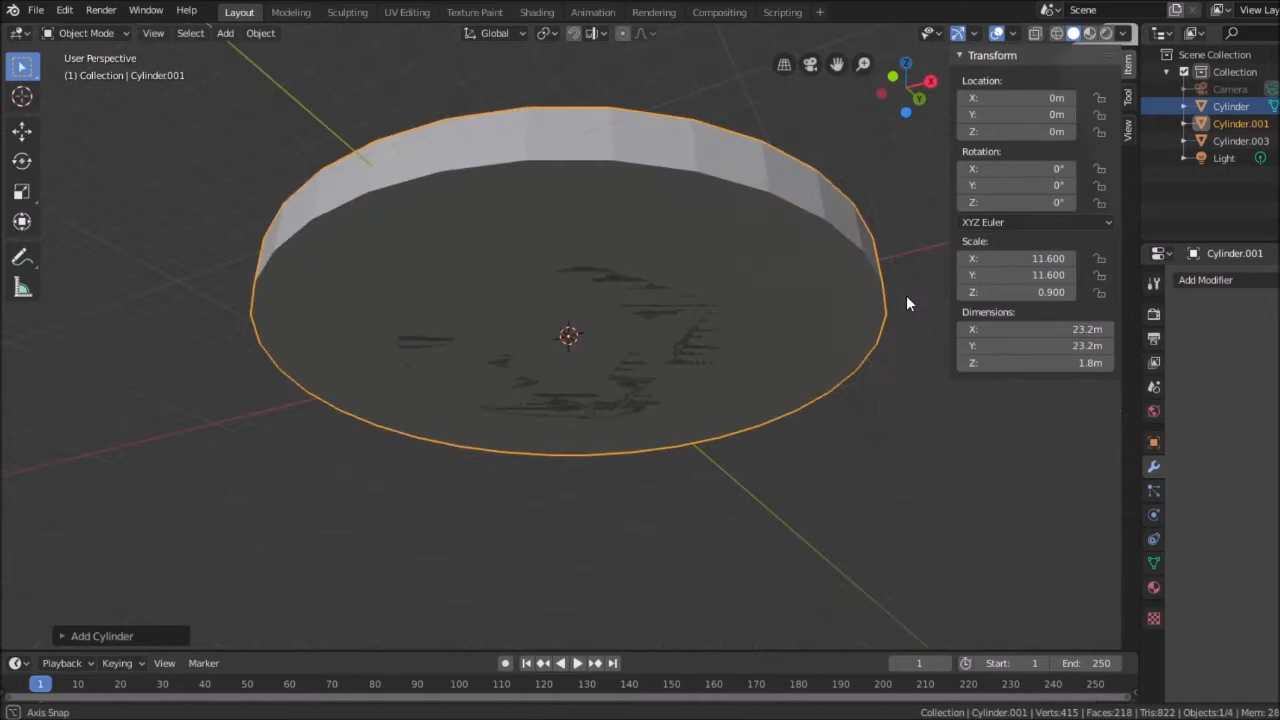 File Edit Render Window Help Layout Modeling Sculpting UV Editing Texture Paint Shading Animation Rendering Compositing Scripting + Scene View Lay
Object Mode View Select Add Object Global
User Perspective
(1) Collection | Cylinder.001
Z
X
Y
Transform
Location:
X: 0m
Y: 0m
Z: 0m
Rotation:
X: 0°
Y: 0°
Z: 0°
XYZ Euler
Scale:
X: 11.600
Y: 11.600
Z: 0.900
Dimensions:
X: 23.2m
Y: 23.2m
Z: 1.8m
Item
Tool
View
Scene Collection
Collection
Camera
Cylinder
Cylinder.001
Cylinder.003
Light
Cylinder.001
Add Modifier
Add Cylinder
Playback Keying View Marker 1 Start: 1 End: 250
1 10 20 30 40 50 60 70 80 90 100 110 120 130 140 150 160 170 180 190 200 210 220 230 240 250
Axis Snap Collection | Cylinder.001 | Verts:415 | Faces:218 | Tris:822 | Objects:1/4 | Mem: 28